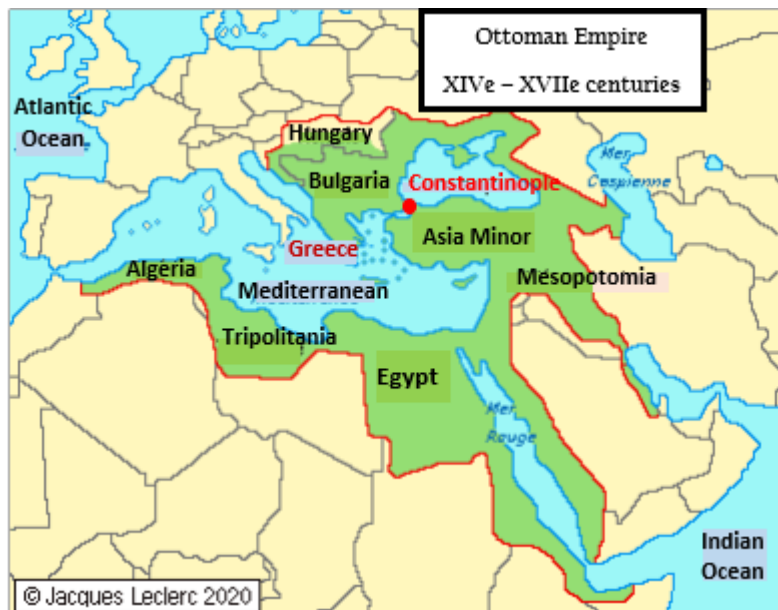 Ottoman Empire
XIVe – XVIIe centuries
Atlantic
Ocean
Hungary
Mer
Caspienne
Bulgaria
Constantinople
Greece
Asia Minor
Algeria
Mesopotomia
Mediterranean
Tripolitania
Egypt
Mer
Rouge
Indian
Ocean
© Jacques Leclerc 2020